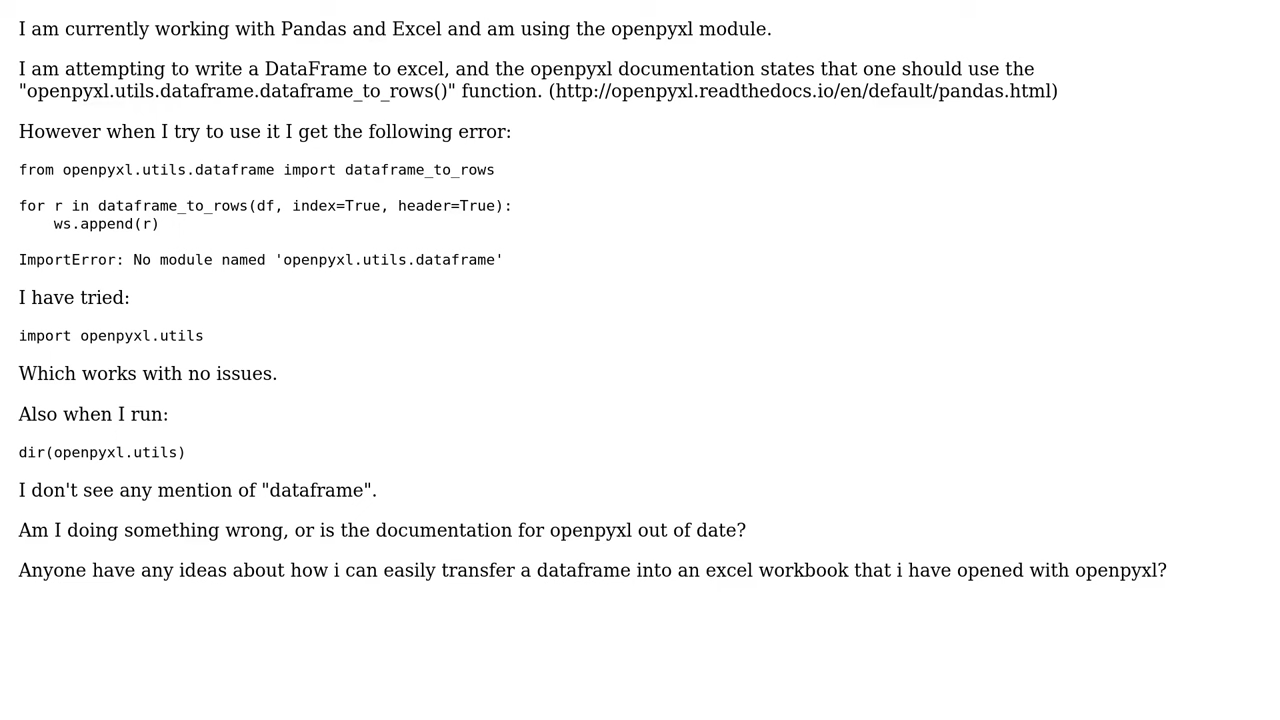 I am currently working with Pandas and Excel and am using the openpyxl module.
I am attempting to write a DataFrame to excel, and the openpyxl documentation states that one should use the
"openpyxl.utils.dataframe.dataframe_to_rows()" function. (http://openpyxl.readthedocs.io/en/default/pandas.html)
However when I try to use it I get the following error:
from openpyxl.utils.dataframe import dataframe_to_rows
for r in dataframe_to_rows(df, index=True, header=True):
    ws.append(r)
ImportError: No module named 'openpyxl.utils.dataframe'
I have tried:
import openpyxl.utils
Which works with no issues.
Also when I run:
dir(openpyxl.utils)
I don't see any mention of "dataframe".
Am I doing something wrong, or is the documentation for openpyxl out of date?
Anyone have any ideas about how i can easily transfer a dataframe into an excel workbook that i have opened with openpyxl?